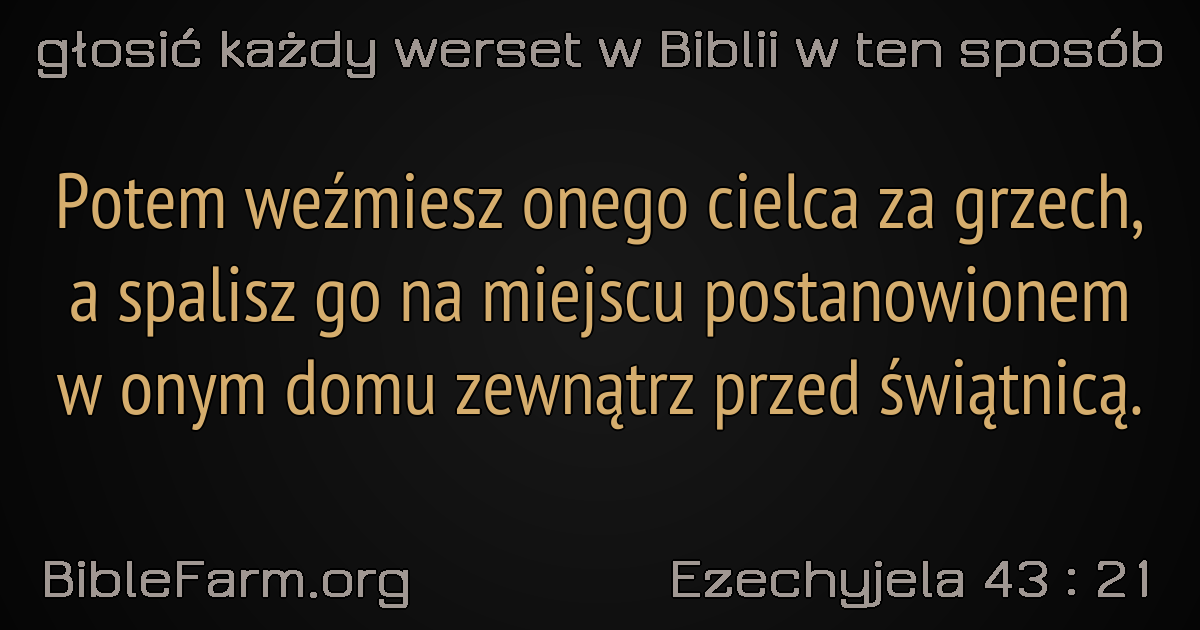 głosić każdy werset w Biblii w ten sposób
Potem weźmiesz onego cielca za grzech,
a spalisz go na miejscu postanowionem
w onym domu zewnątrz przed świątnicą.
BibleFarm.org
Ezechyjela 43 : 21